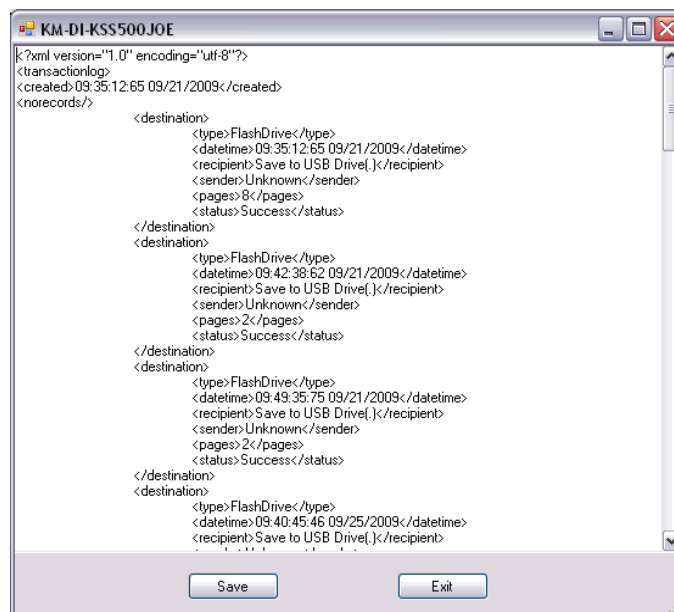 KM-DI-KSS500JOE
<?xml version="1.0" encoding="utf-8"?>
<transactionlog>
<created>09:35:12:65 09/21/2009</created>
<norecords/>
<destination>
<type>FlashDrive</type>
<datetime>09:35:12:65 09/21/2009</datetime>
<recipient>Save to USB Drive(.)</recipient>
<sender>Unknown</sender>
<pages>8</pages>
<status>Success</status>
</destination>
<destination>
<type>FlashDrive</type>
<datetime>09:42:38:62 09/21/2009</datetime>
<recipient>Save to USB Drive(.)</recipient>
<sender>Unknown</sender>
<pages>2</pages>
<status>Success</status>
</destination>
<destination>
<type>FlashDrive</type>
<datetime>09:49:35:75 09/21/2009</datetime>
<recipient>Save to USB Drive(.)</recipient>
<sender>Unknown</sender>
<pages>2</pages>
<status>Success</status>
</destination>
<destination>
<type>FlashDrive</type>
<datetime>09:40:45:46 09/25/2009</datetime>
<recipient>Save to USB Drive(.)</recipient>
Save Exit